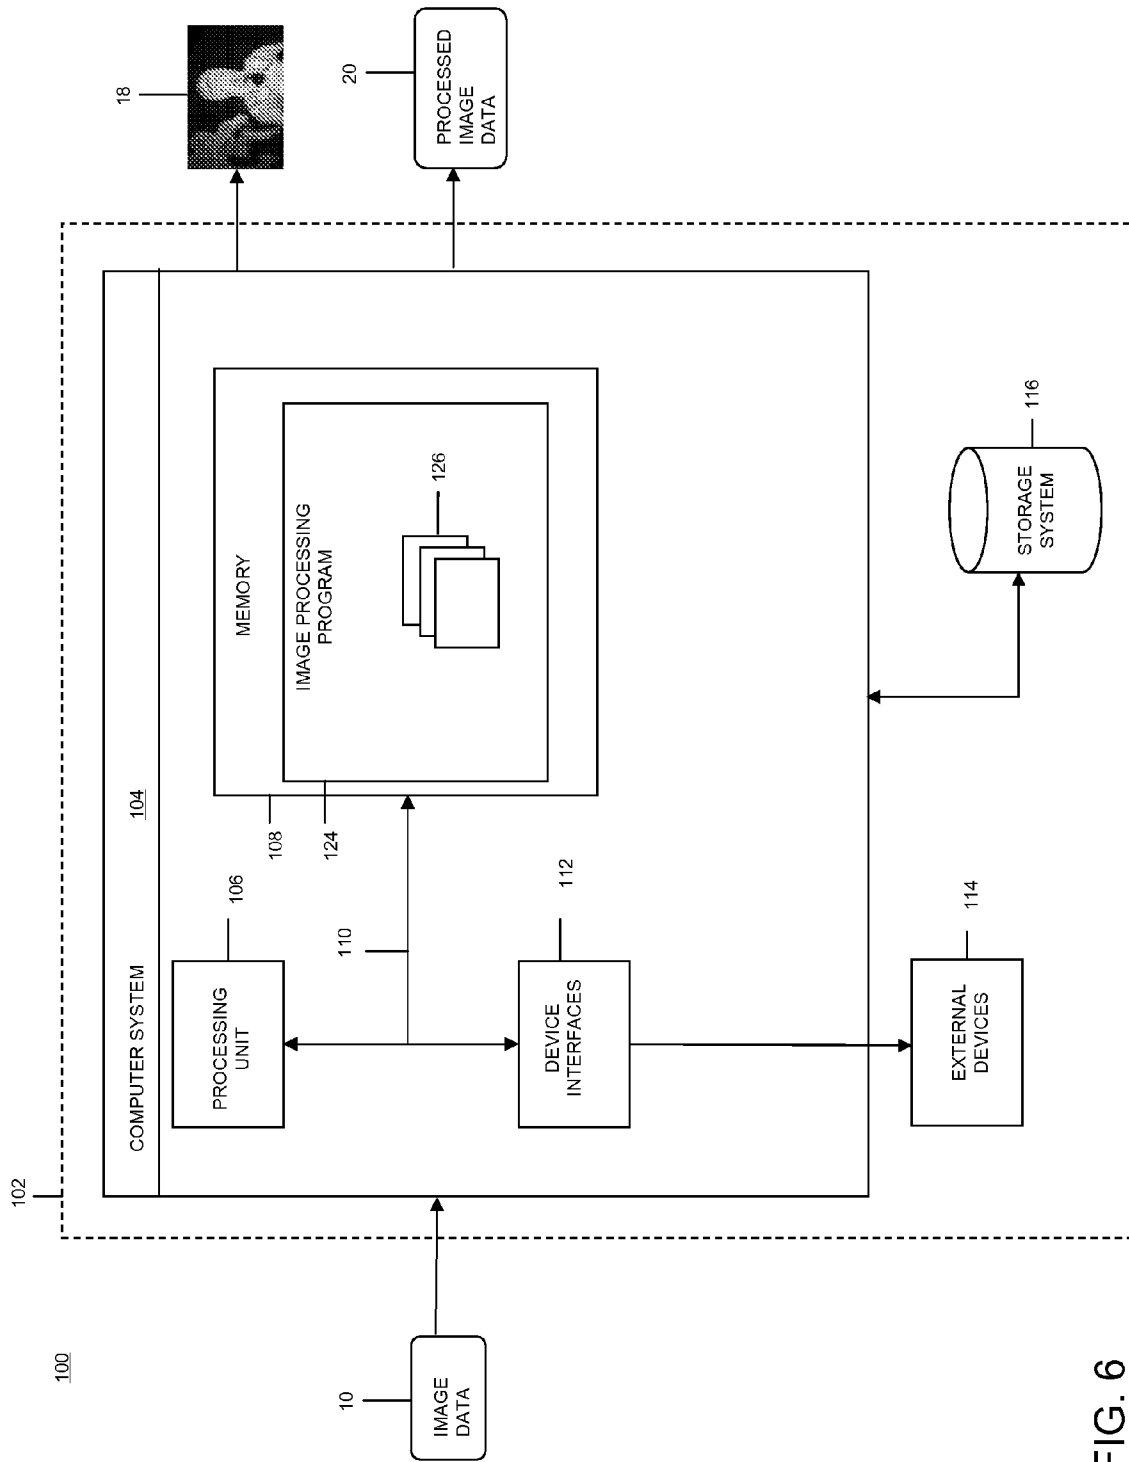 100
102
10
IMAGE
DATA
COMPUTER SYSTEM
104
106
PROCESSING
UNIT
110
108
124
MEMORY
IMAGE PROCESSING
PROGRAM
126
112
DEVICE
INTERFACES
114
EXTERNAL
DEVICES
116
STORAGE
SYSTEM
18
20
PROCESSED
IMAGE
DATA
FIG. 6